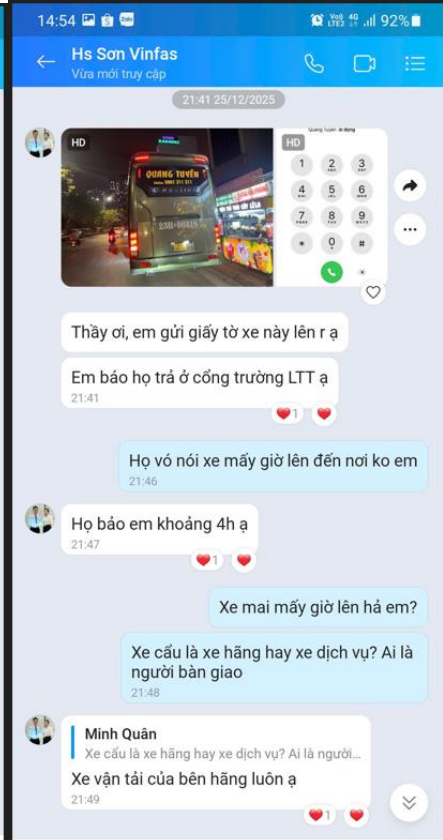 14:54 92%
Hs Sơn Vinfas
Vừa mới truy cập
21:41 25/12/2025
HD
QUANG TUYẾN
HD
1 2 3
4 5 6
7 8 9
* 0 #
Thầy ơi, em gửi giấy tờ xe này lên r ạ
Em báo họ trả ở cổng trường LTT ạ
21:41
1
Họ vó nói xe mấy giờ lên đến nơi ko em
21:46
Họ bảo em khoảng 4h ạ
21:47
1
Xe mai mấy giờ lên hả em?
Xe cẩu là xe hãng hay xe dịch vụ? Ai là
người bàn giao
21:48
Minh Quân
Xe cẩu là xe hãng hay xe dịch vụ? Ai là người...
Xe vận tải của bên hãng luôn ạ
21:49
1